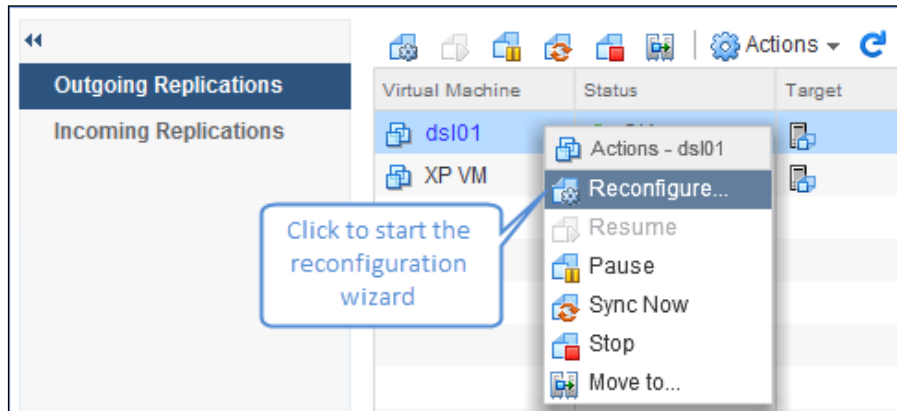 Actions
Outgoing Replications
Virtual Machine Status Target
Incoming Replications
dsl01
XP VM
Actions - dsl01
Reconfigure...
Resume
Pause
Sync Now
Stop
Move to...
Click to start the
reconfiguration
wizard